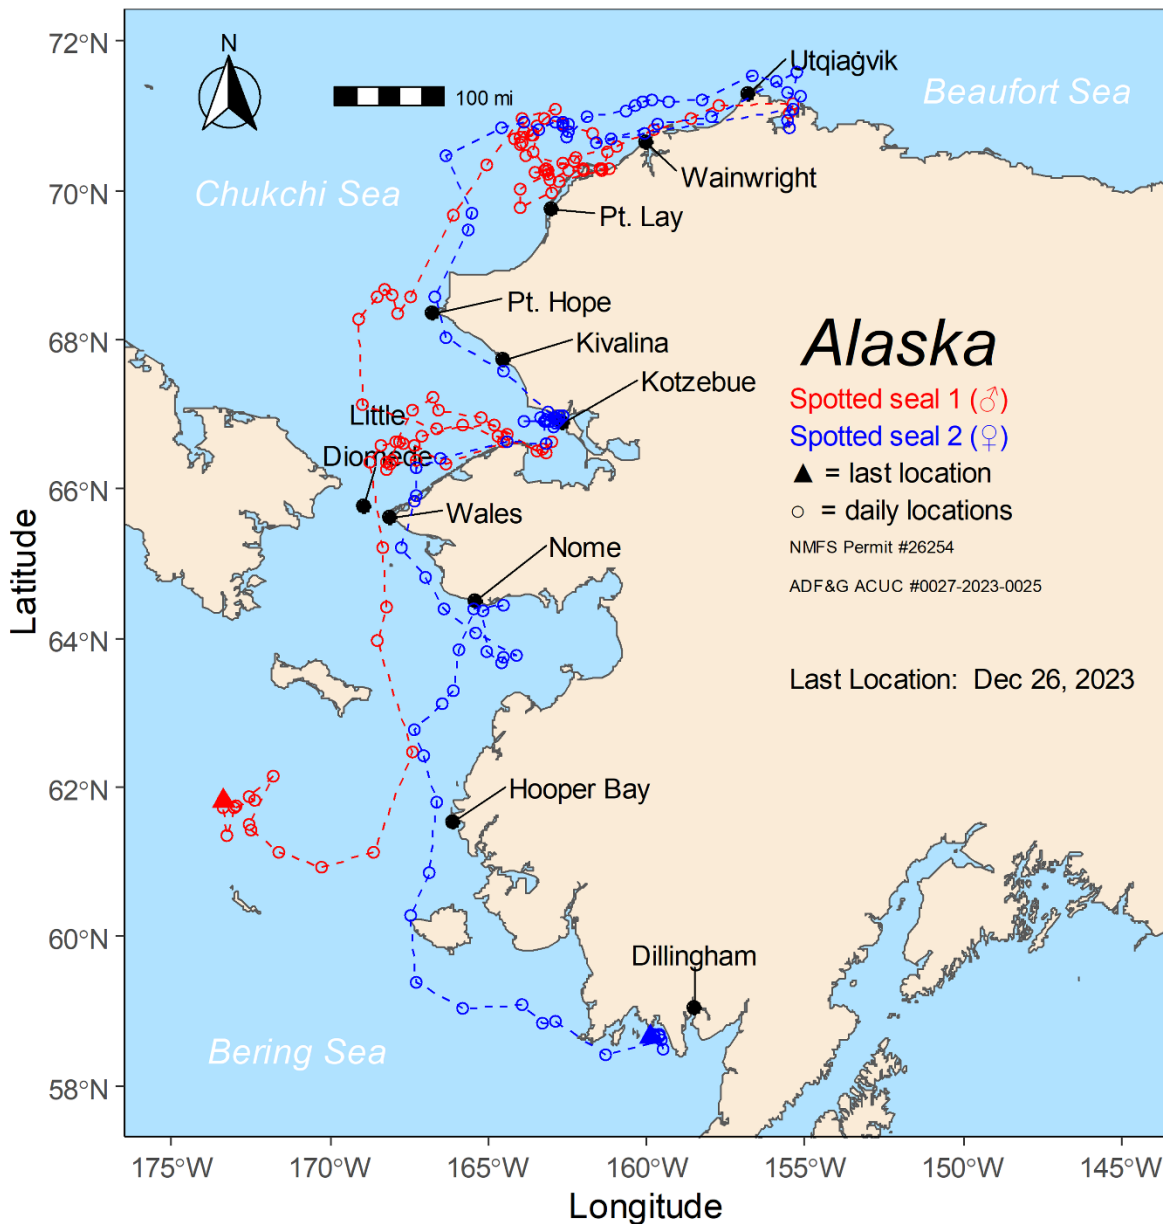 72°N
70°N
68°N
66°N
64°N
62°N
60°N
58°N
Latitude
N
100 mi
Utqiaġvik
Beaufort Sea
Wainwright
Chukchi Sea
Pt. Lay
Pt. Hope
Kivalina
Kotzebue
Little
Diomede
Wales
Nome
Hooper Bay
Dillingham
Bering Sea
Alaska
Spotted seal 1 (♂)
Spotted seal 2 (♀)
▲ = last location
○ = daily locations
NMFS Permit #26254
ADF&G ACUC #0027-2023-0025
Last Location: Dec 26, 2023
175°W 170°W 165°W 160°W 155°W 150°W 145°W
Longitude